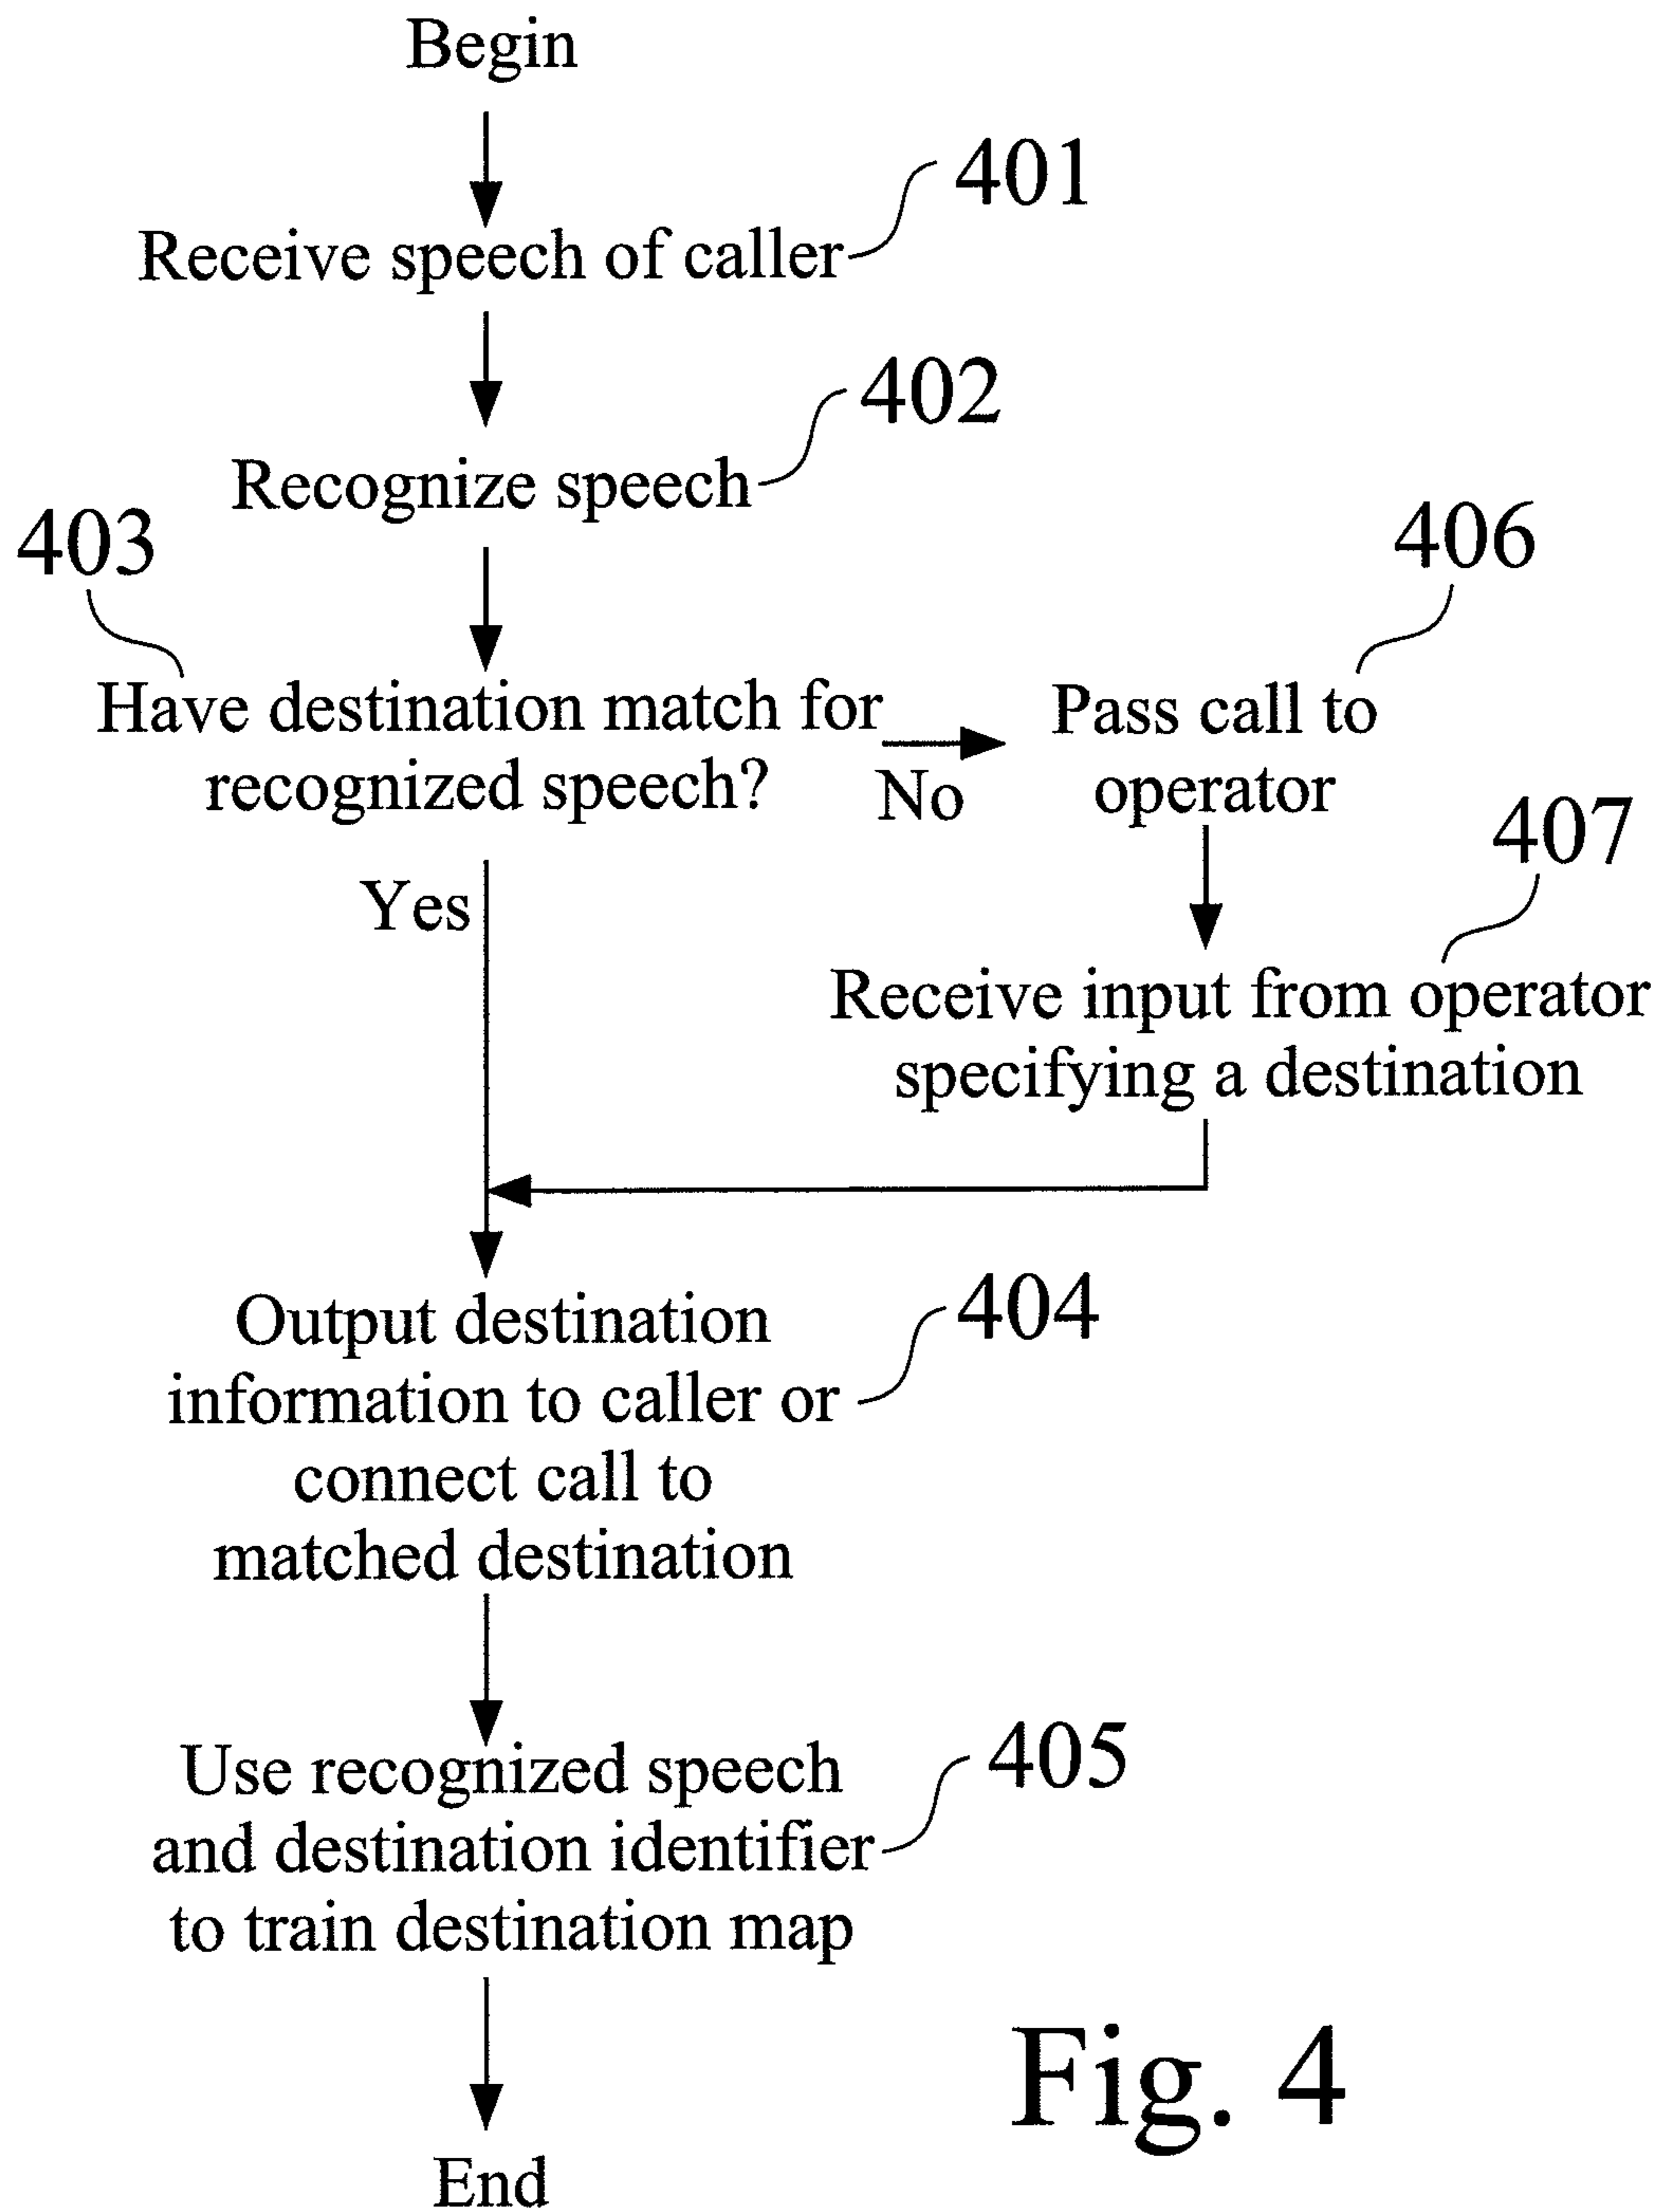 Begin
401
Receive speech of caller
402
Recognize speech
403
406
Have destination match for
recognized speech?
No
Pass call to
operator
407
Yes
Receive input from operator
specifying a destination
404
Output destination
information to caller or
connect call to
matched destination
405
Use recognized speech
and destination identifier
to train destination map
End
Fig. 4